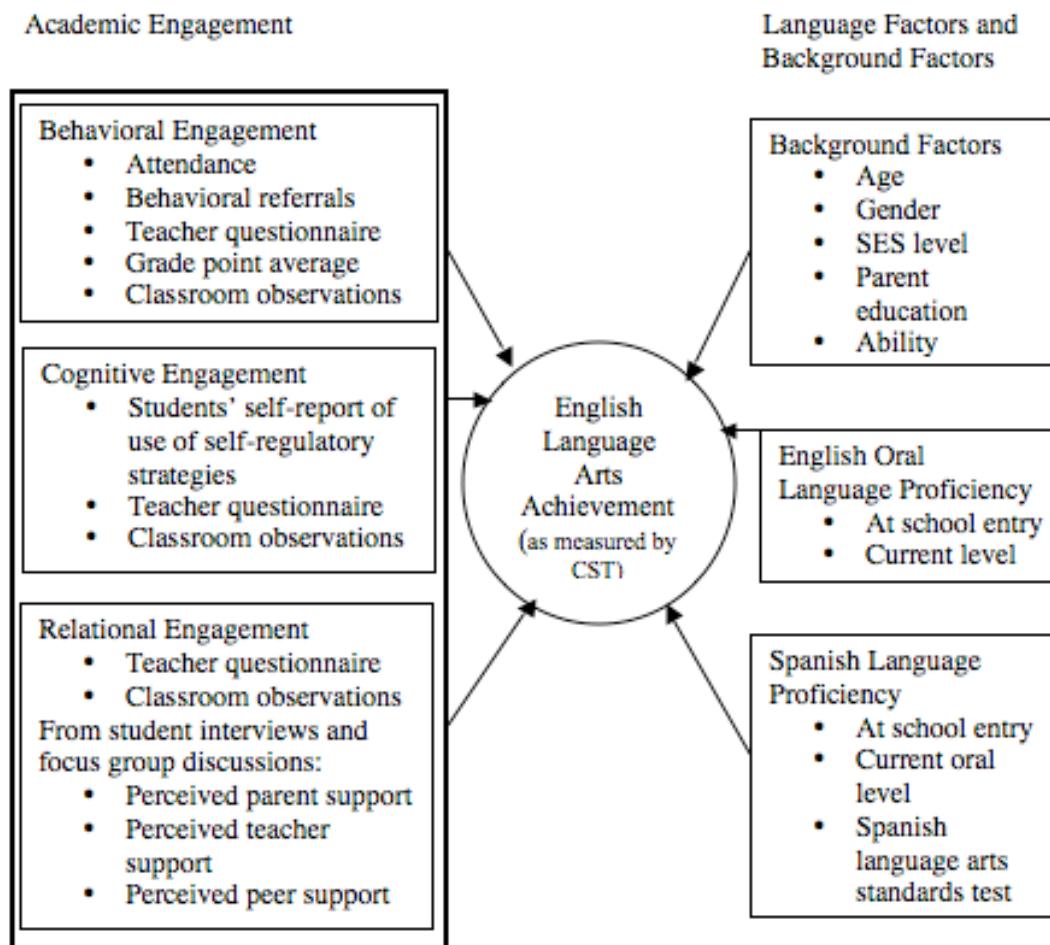 Academic Engagement
Behavioral Engagement
• Attendance
• Behavioral referrals
• Teacher questionnaire
• Grade point average
• Classroom observations
Cognitive Engagement
• Students' self-report of
use of self-regulatory
strategies
• Teacher questionnaire
• Classroom observations
Relational Engagement
• Teacher questionnaire
• Classroom observations
From student interviews and
focus group discussions:
• Perceived parent support
• Perceived teacher
support
• Perceived peer support
English
Language
Arts
Achievement
(as measured by
CST)
Language Factors and
Background Factors
Background Factors
• Age
• Gender
• SES level
• Parent
education
• Ability
English Oral
Language Proficiency
• At school entry
• Current level
Spanish Language
Proficiency
• At school entry
• Current oral
level
• Spanish
language arts
standards test